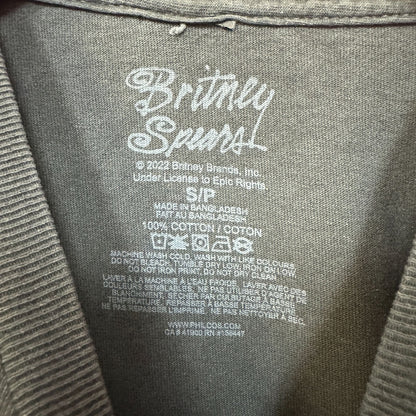 Britney
Spears
© 2022 Britney Brands, Inc.
Under License to Epic Rights
S/P
MADE IN BANGLADESH
FAIT AU BANGLADESH
100% COTTON / COTON
MACHINE WASH COLD, WASH WITH LIKE COLOURS
DO NOT BLEACH, TUMBLE DRY LOW, IRON ON LOW,
DO NOT IRON PRINT, DO NOT DRY CLEAN
LAVER À LA MACHINE À L'EAU FROIDE, LAVER AVEC DES
COULEURS SEMBLABLES, NE PAS UTILISER D'AGENT DE
BLANCHIMENT, SÉCHER PAR CULBUTAGE À BASSE
TEMPÉRATURE, REPASSER À BASSE TEMPÉRATURE
NE PAS REPASSER L'IMPRIMÉ, NE PAS NETTOYER À SEC.
WWW.PHILCOS.COM
CA # 41900 RN #136447